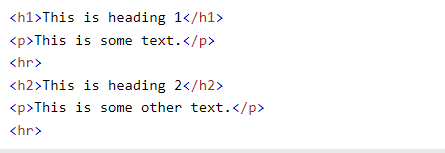 <h1>This is heading 1</h1>
<p>This is some text.</p>
<hr>
<h2>This is heading 2</h2>
<p>This is some other text.</p>
<hr>